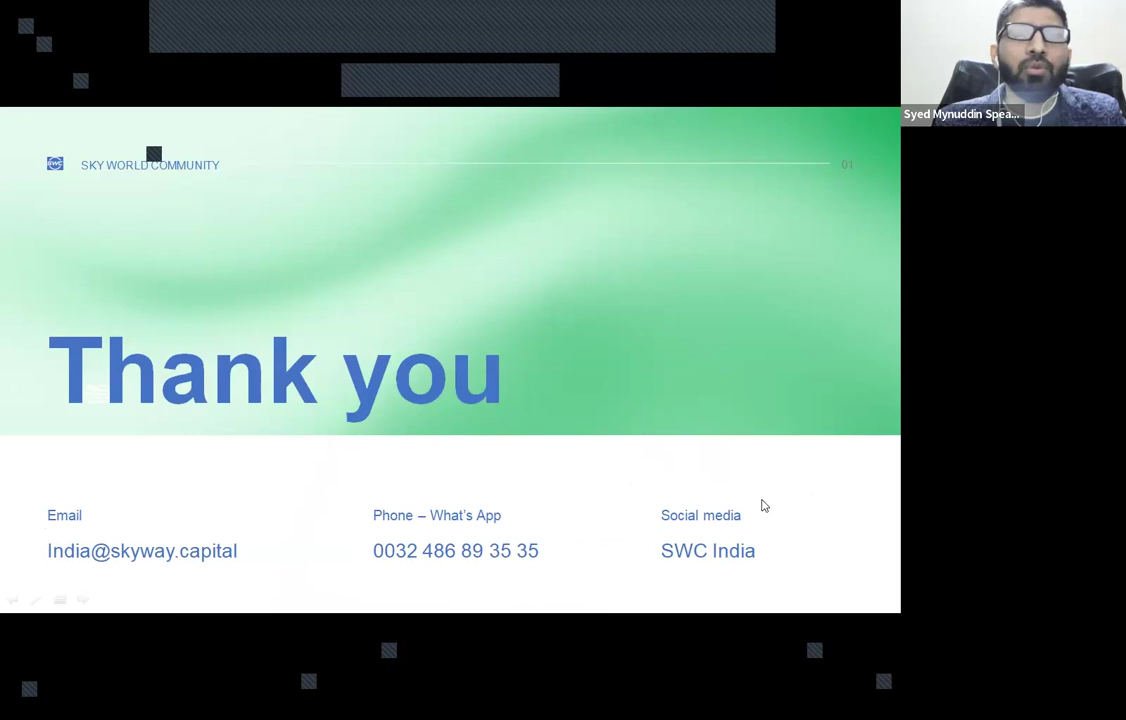 Syed Mynuddin Spea...
SWC
SKY WORLD COMMUNITY
01
Thank you
Email
Phone – What's App
Social media
India@skyway.capital
0032 486 89 35 35
SWC India